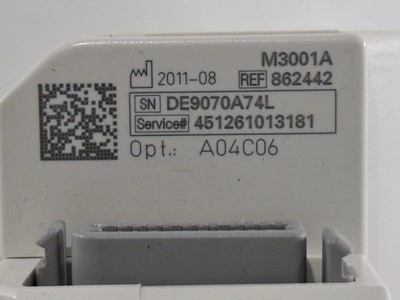 M3001A
2011-08 REF 862442
SN DE9070A74L
Service# 451261013181
Opt.: A04C06